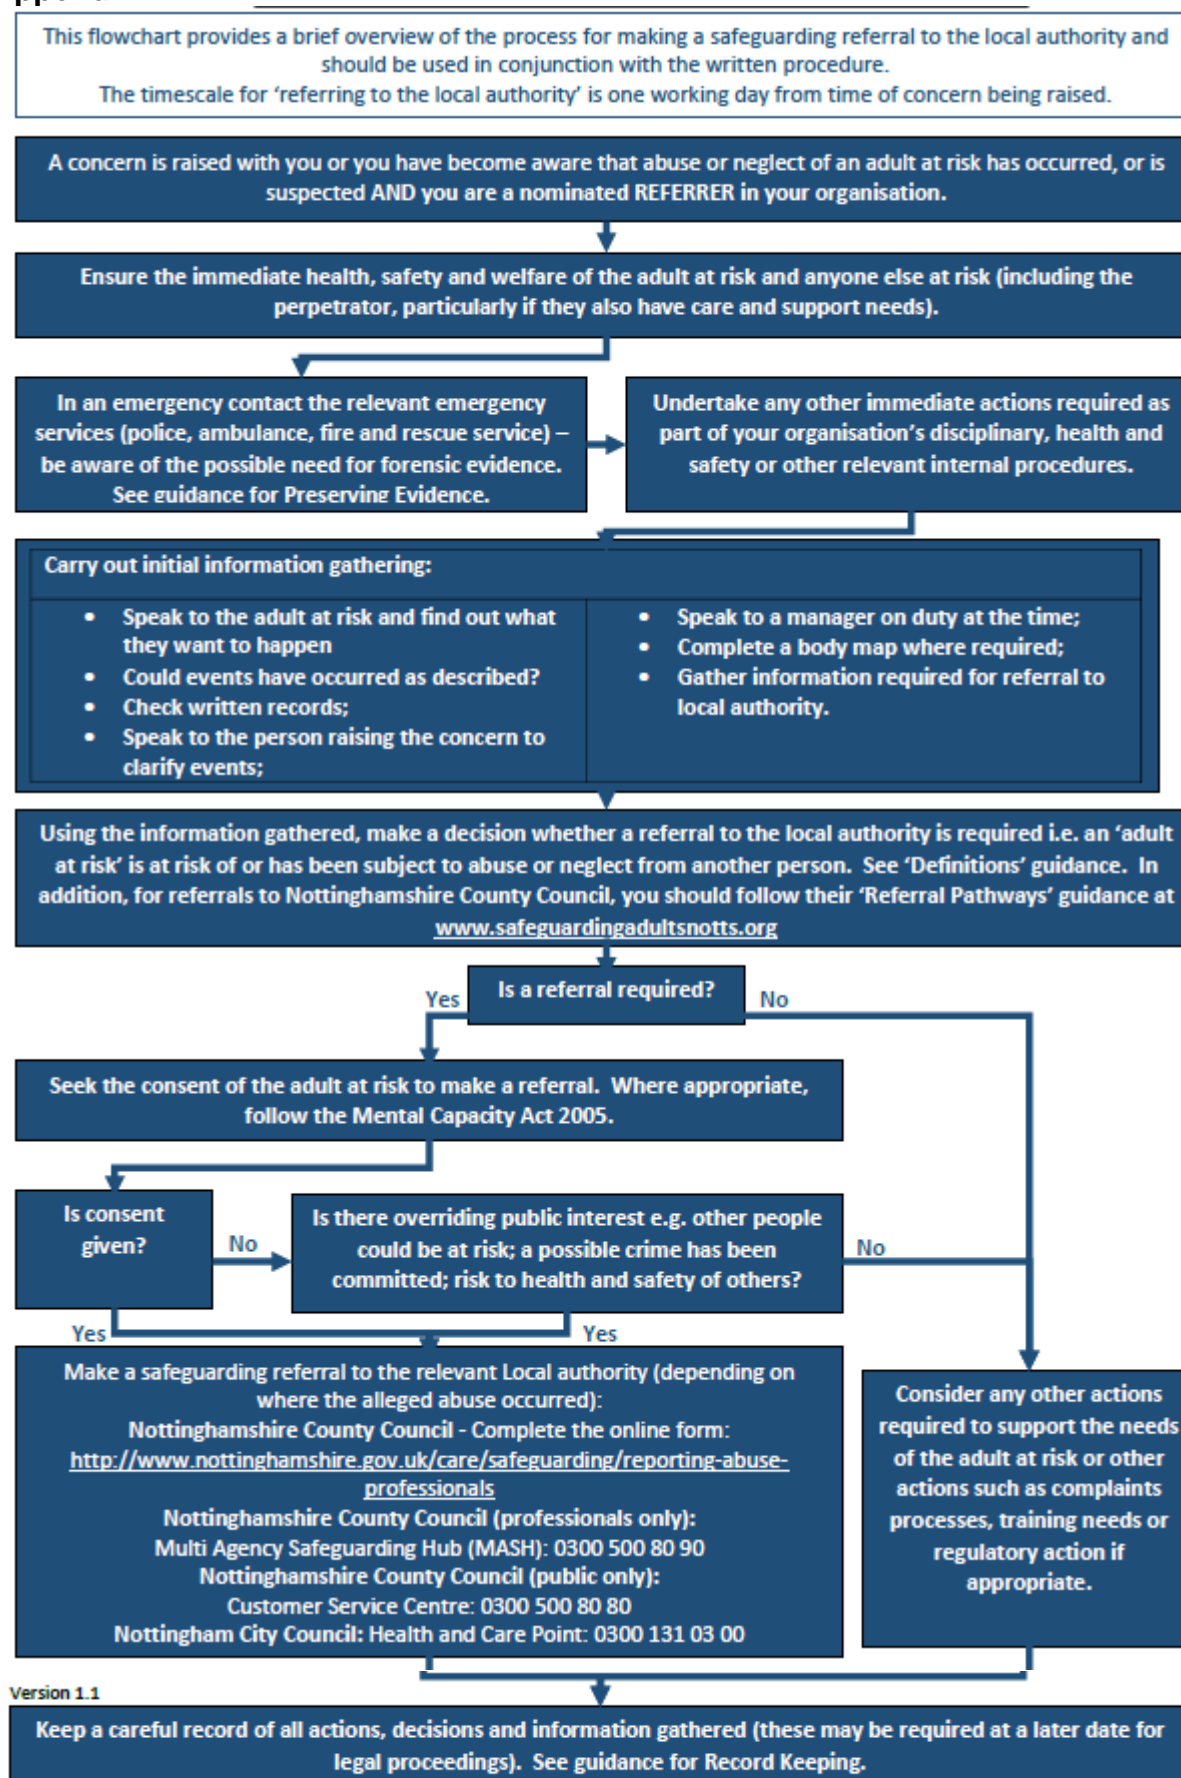 This flowchart provides a brief overview of the process for making a safeguarding referral to the local authority and
should be used in conjunction with the written procedure.
The timescale for ‘referring to the local authority’ is one working day from time of concern being raised.
A concern is raised with you or you have become aware that abuse or neglect of an adult at risk has occurred, or is
suspected AND you are a nominated REFERRER in your organisation.
Ensure the immediate health, safety and welfare of the adult at risk and anyone else at risk (including the
perpetrator, particularly if they also have care and support needs).
In an emergency contact the relevant emergency
services (police, ambulance, fire and rescue service) –
be aware of the possible need for forensic evidence.
See guidance for Preserving Evidence.
Undertake any other immediate actions required as
part of your organisation’s disciplinary, health and
safety or other relevant internal procedures.
Carry out initial information gathering:
• Speak to the adult at risk and find out what
they want to happen
• Could events have occurred as described?
• Check written records;
• Speak to the person raising the concern to
clarify events;
• Speak to a manager on duty at the time;
• Complete a body map where required;
• Gather information required for referral to
local authority.
Using the information gathered, make a decision whether a referral to the local authority is required i.e. an ‘adult
at risk’ is at risk of or has been subject to abuse or neglect from another person. See ‘Definitions’ guidance. In
addition, for referrals to Nottinghamshire County Council, you should follow their ‘Referral Pathways’ guidance at
www.safeguardingadultsnotts.org
Is a referral required?
Yes
No
Seek the consent of the adult at risk to make a referral. Where appropriate,
follow the Mental Capacity Act 2005.
Is consent
given?
No
Is there overriding public interest e.g. other people
could be at risk; a possible crime has been
committed; risk to health and safety of others?
No
Yes
Yes
Make a safeguarding referral to the relevant Local authority (depending on
where the alleged abuse occurred):
Nottinghamshire County Council - Complete the online form:
http://www.nottinghamshire.gov.uk/care/safeguarding/reporting-abuse-
professionals
Nottinghamshire County Council (professionals only):
Multi Agency Safeguarding Hub (MASH): 0300 500 80 90
Nottinghamshire County Council (public only):
Customer Service Centre: 0300 500 80 80
Nottingham City Council: Health and Care Point: 0300 131 03 00
Consider any other actions
required to support the needs
of the adult at risk or other
actions such as complaints
processes, training needs or
regulatory action if
appropriate.
Version 1.1
Keep a careful record of all actions, decisions and information gathered (these may be required at a later date for
legal proceedings). See guidance for Record Keeping.